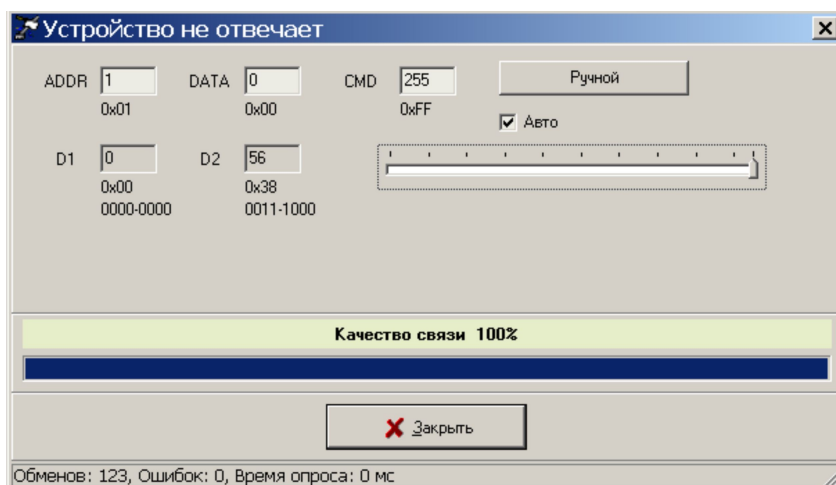 Устройство не отвечает
ADDR 1 DATA 0 CMD 255 Ручной
0x01 0x00 0xFF
Авто
D1 0 D2 56
0x00 0x38
0000-0000 0011-1000
Качество связи 100%
Закрыть
Обменов: 123, Ошибок: 0, Время опроса: 0 мс